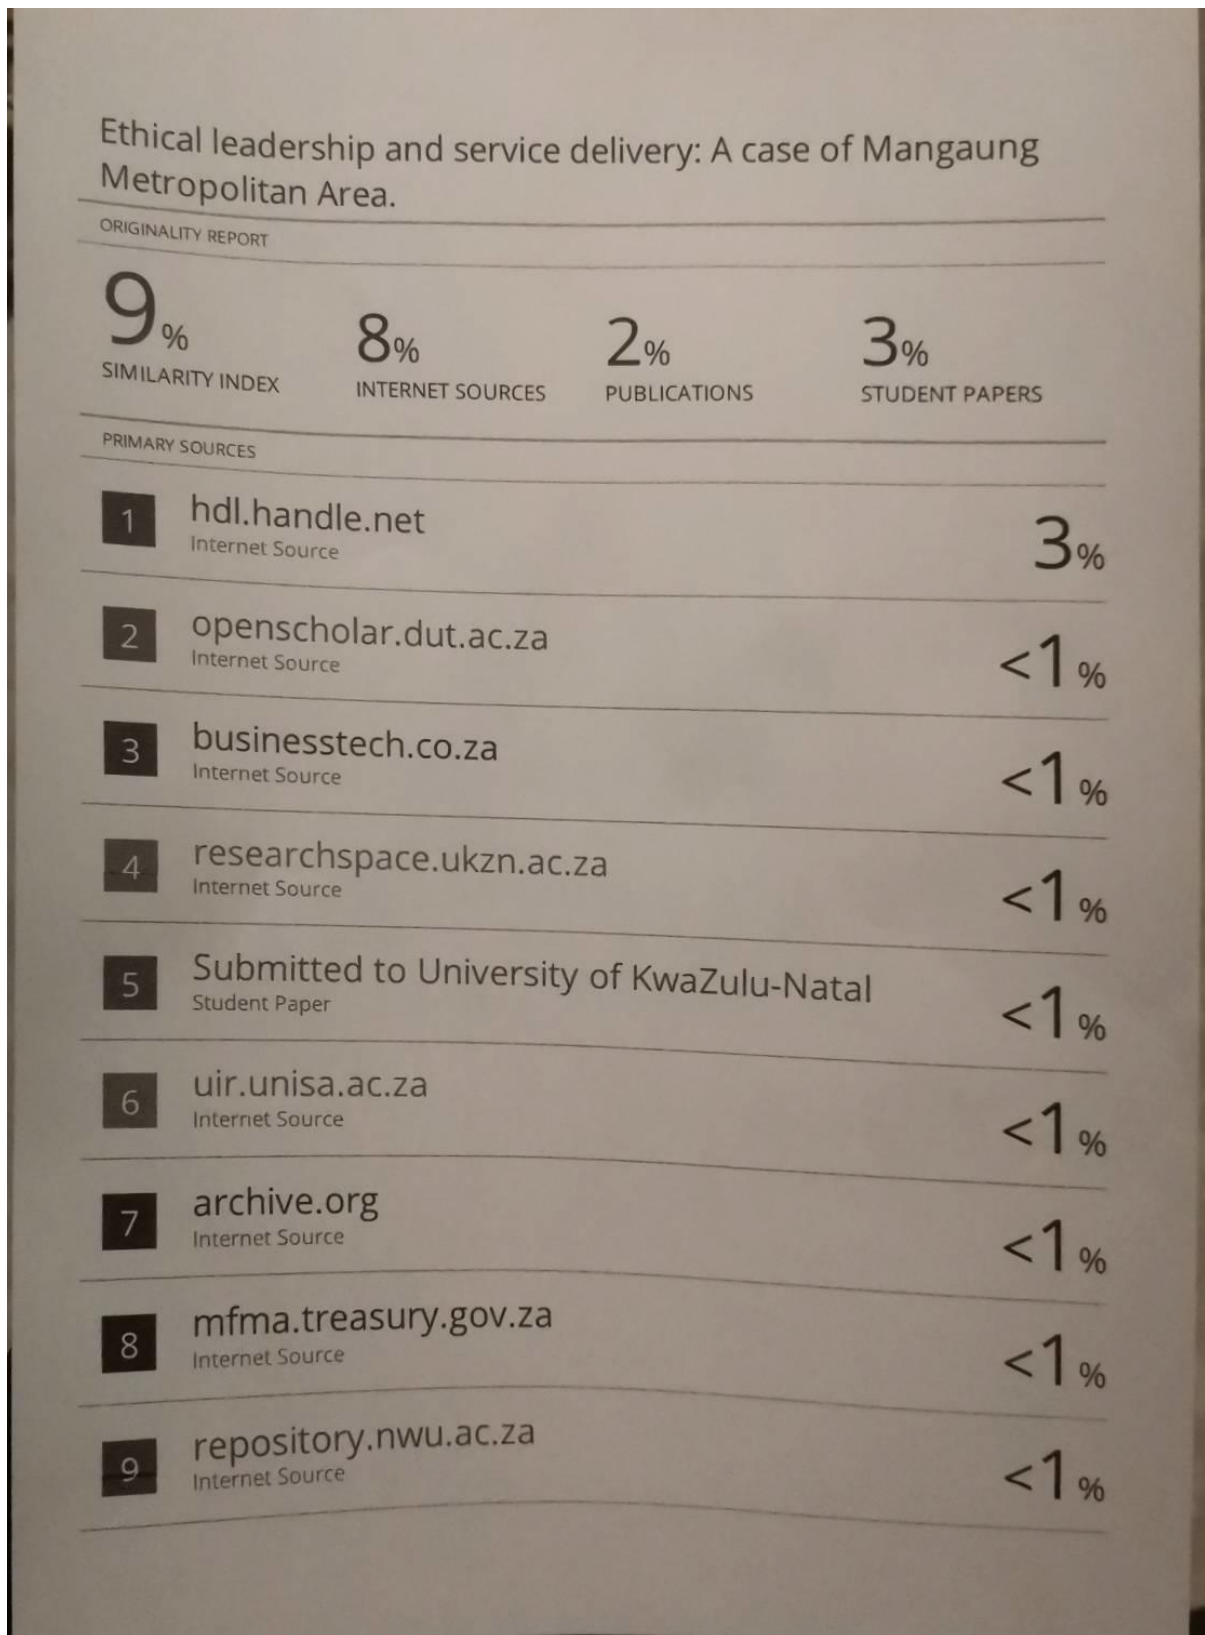 Ethical leadership and service delivery: A case of Mangaung
Metropolitan Area.
ORIGINALITY REPORT
9%
SIMILARITY INDEX
8%
INTERNET SOURCES
2%
PUBLICATIONS
3%
STUDENT PAPERS
PRIMARY SOURCES
1 hdl.handle.net 3%
Internet Source
2 openscholar.dut.ac.za <1%
Internet Source
3 businesstech.co.za <1%
Internet Source
4 researchspace.ukzn.ac.za <1%
Internet Source
5 Submitted to University of KwaZulu-Natal <1%
Student Paper
6 uir.unisa.ac.za <1%
Internet Source
7 archive.org <1%
Internet Source
8 mfma.treasury.gov.za <1%
Internet Source
9 repository.nwu.ac.za <1%
Internet Source